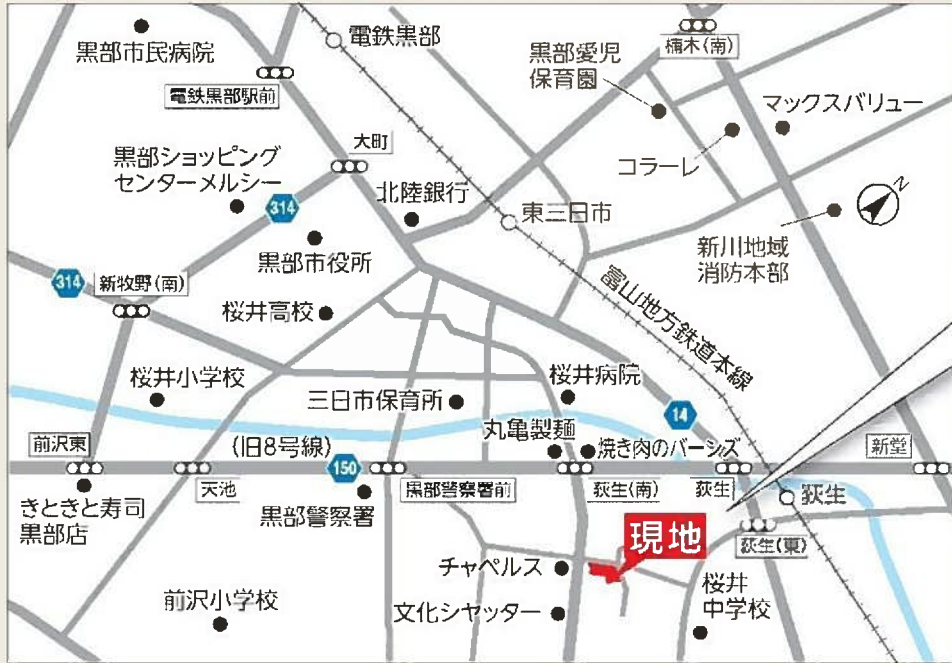 電鉄黒部
黒部市民病院
楠木(南)
黒部愛児
保育園
電鉄黒部駅前
マックスバリュー
大町
コラーレ
黒部ショッピング
センターメルシー
北陸銀行
314
N
東三日市
黒部市役所
新川地域
消防本部
314
新牧野(南)
富山地方鉄道本線
桜井高校
桜井小学校
桜井病院
三日市保育所
14
丸亀製麺
前沢東
(旧8号線)
焼き肉のバーシズ
新堂
150
天池
黒部警察署前
荻生(南)
荻生
荻生
きときと寿司
黒部店
黒部警察署
現地
荻生(東)
チャペルス
桜井
中学校
前沢小学校
文化シヤッター